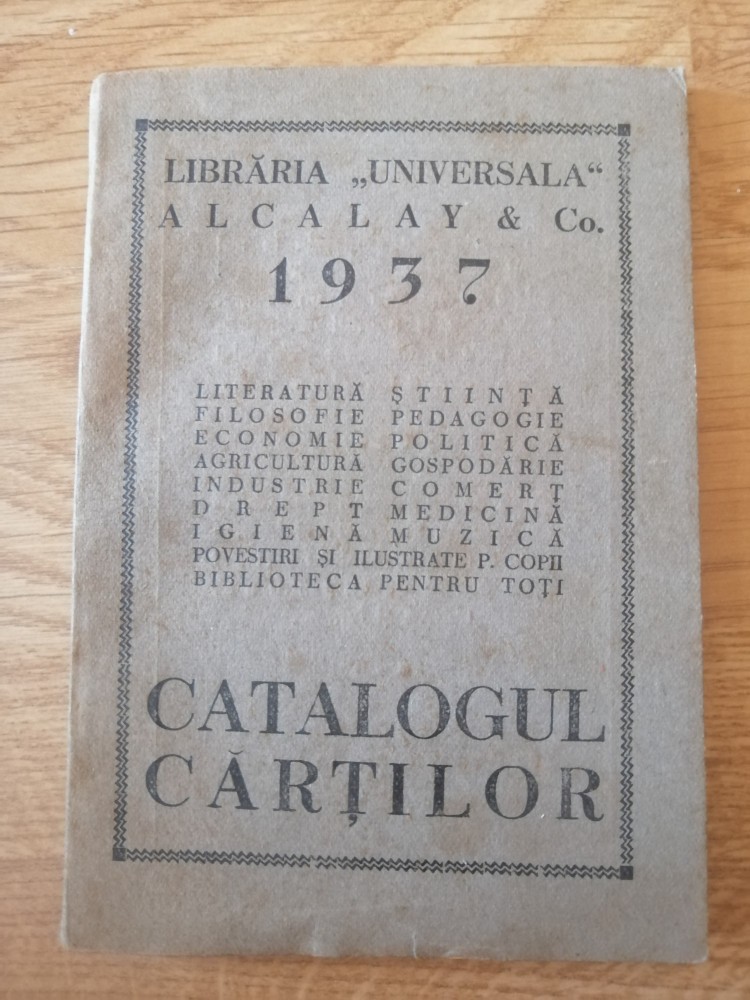 LIBRĂRIA „UNIVERSALA“
ALCALAY & Co.
1937
LITERATURĂ ȘTIINȚĂ
FILOSOFIE PEDAGOGIE
ECONOMIE POLITICĂ
AGRICULTURĂ GOSPODĂRIE
INDUSTRIE COMERȚ
DREPT MEDICINĂ
IGIENĂ MUZICĂ
POVESTIRI ȘI ILUSTRATE P. COPII
BIBLIOTECA PENTRU TOȚI
CATALOGUL
CĂRȚILOR